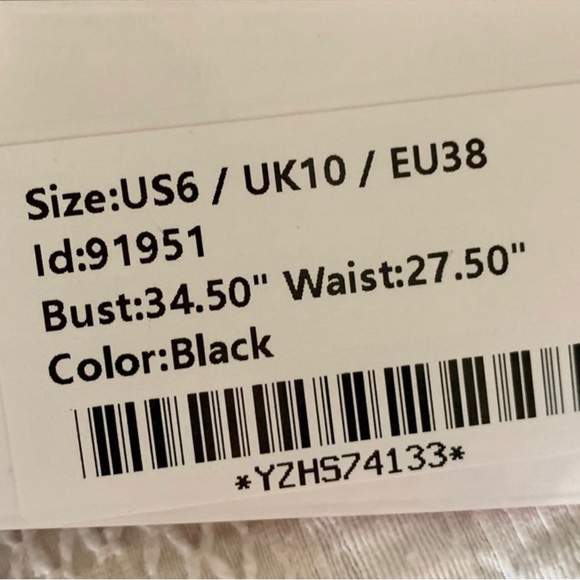 Size:US6 / UK10 / EU38
Id:91951
Bust:34.50" Waist:27.50"
Color:Black
*YZHS74133*